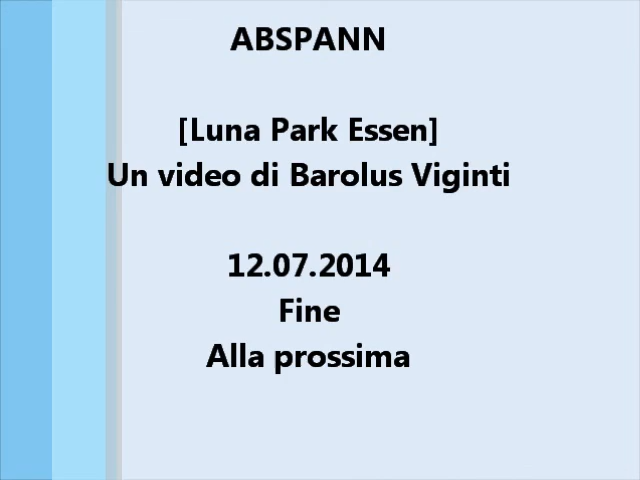 ABSPANN
[Luna Park Essen]
Un video di Barolus Viginti
12.07.2014
Fine
Alla prossima